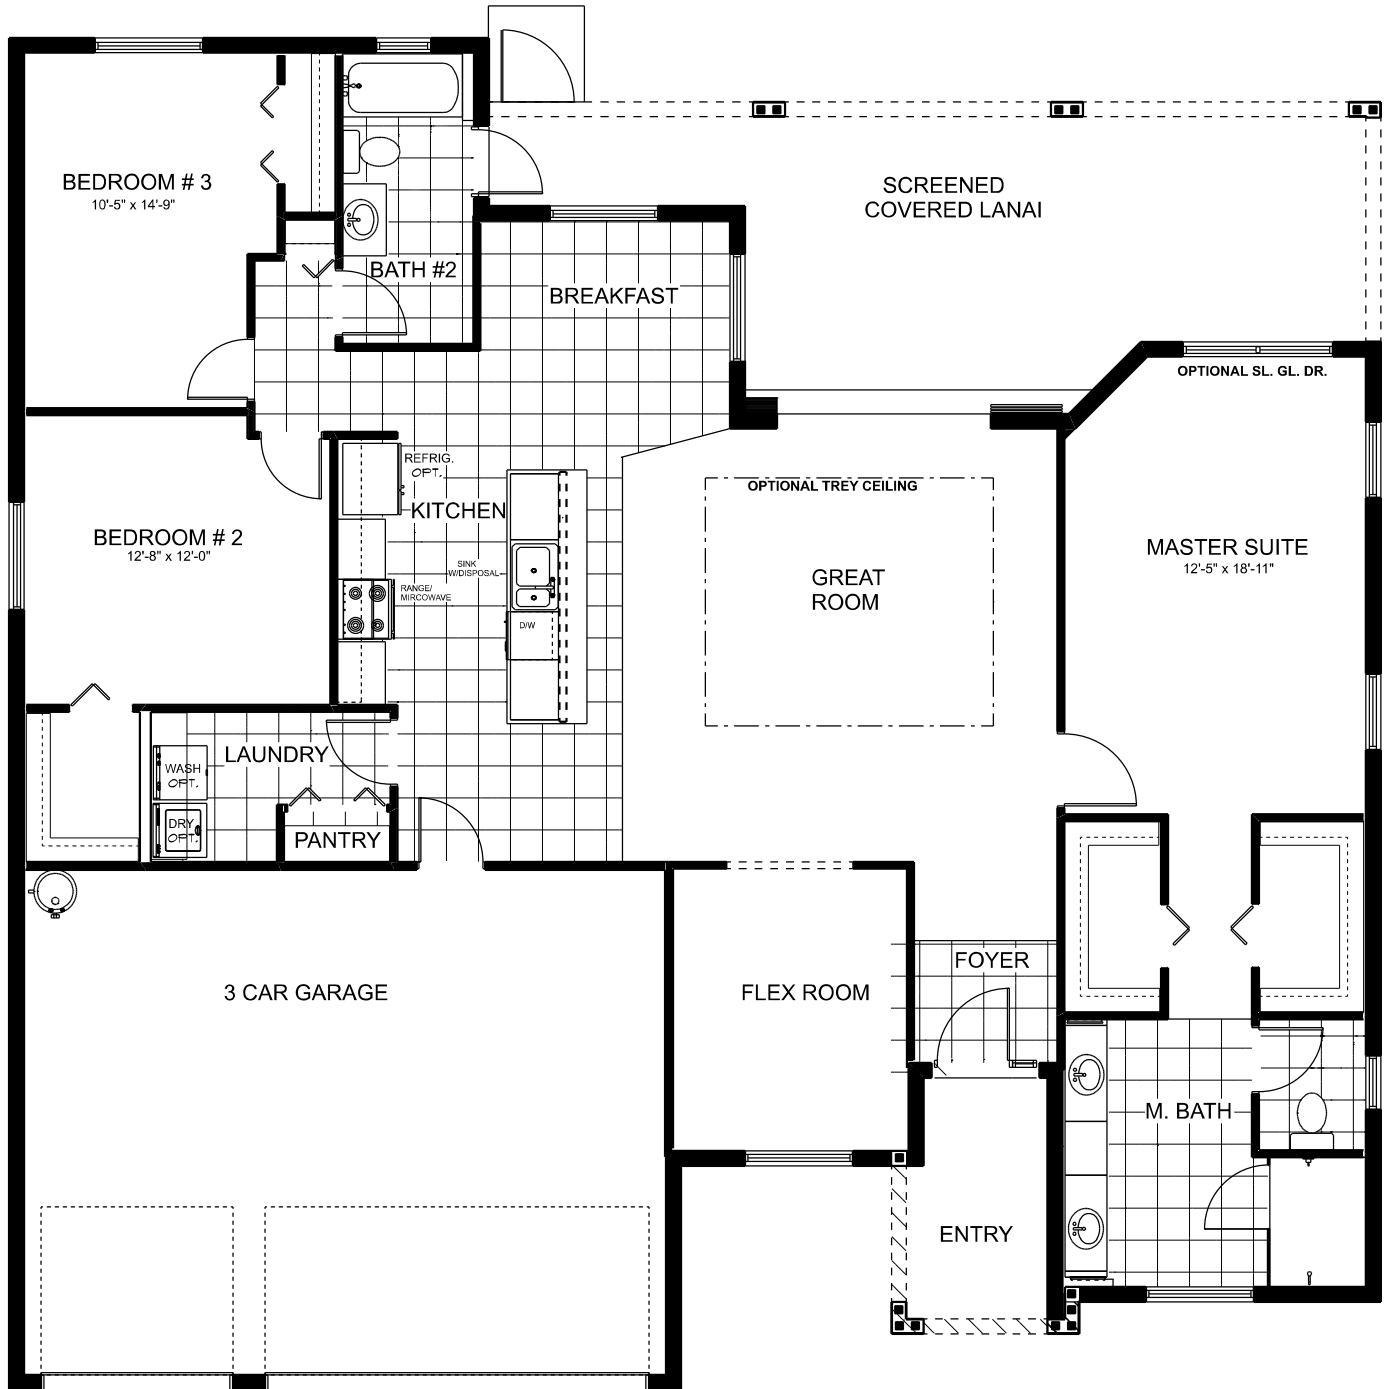 BEDROOM # 3
10'-5" x 14'-9"
SCREENED
COVERED LANAI
BATH #2
BREAKFAST
OPTIONAL SL. GL. DR.
REFRIG.
OPT.
KITCHEN
OPTIONAL TREY CEILING
BEDROOM # 2
12'-8" x 12'-0"
SINK
W/DISPOSAL
RANGE/
MIRCOWAVE
D/W
GREAT
ROOM
MASTER SUITE
12'-5" x 18'-11"
LAUNDRY
WASH
OPT.
DRY
OPT.
PANTRY
FOYER
3 CAR GARAGE
FLEX ROOM
M. BATH
ENTRY